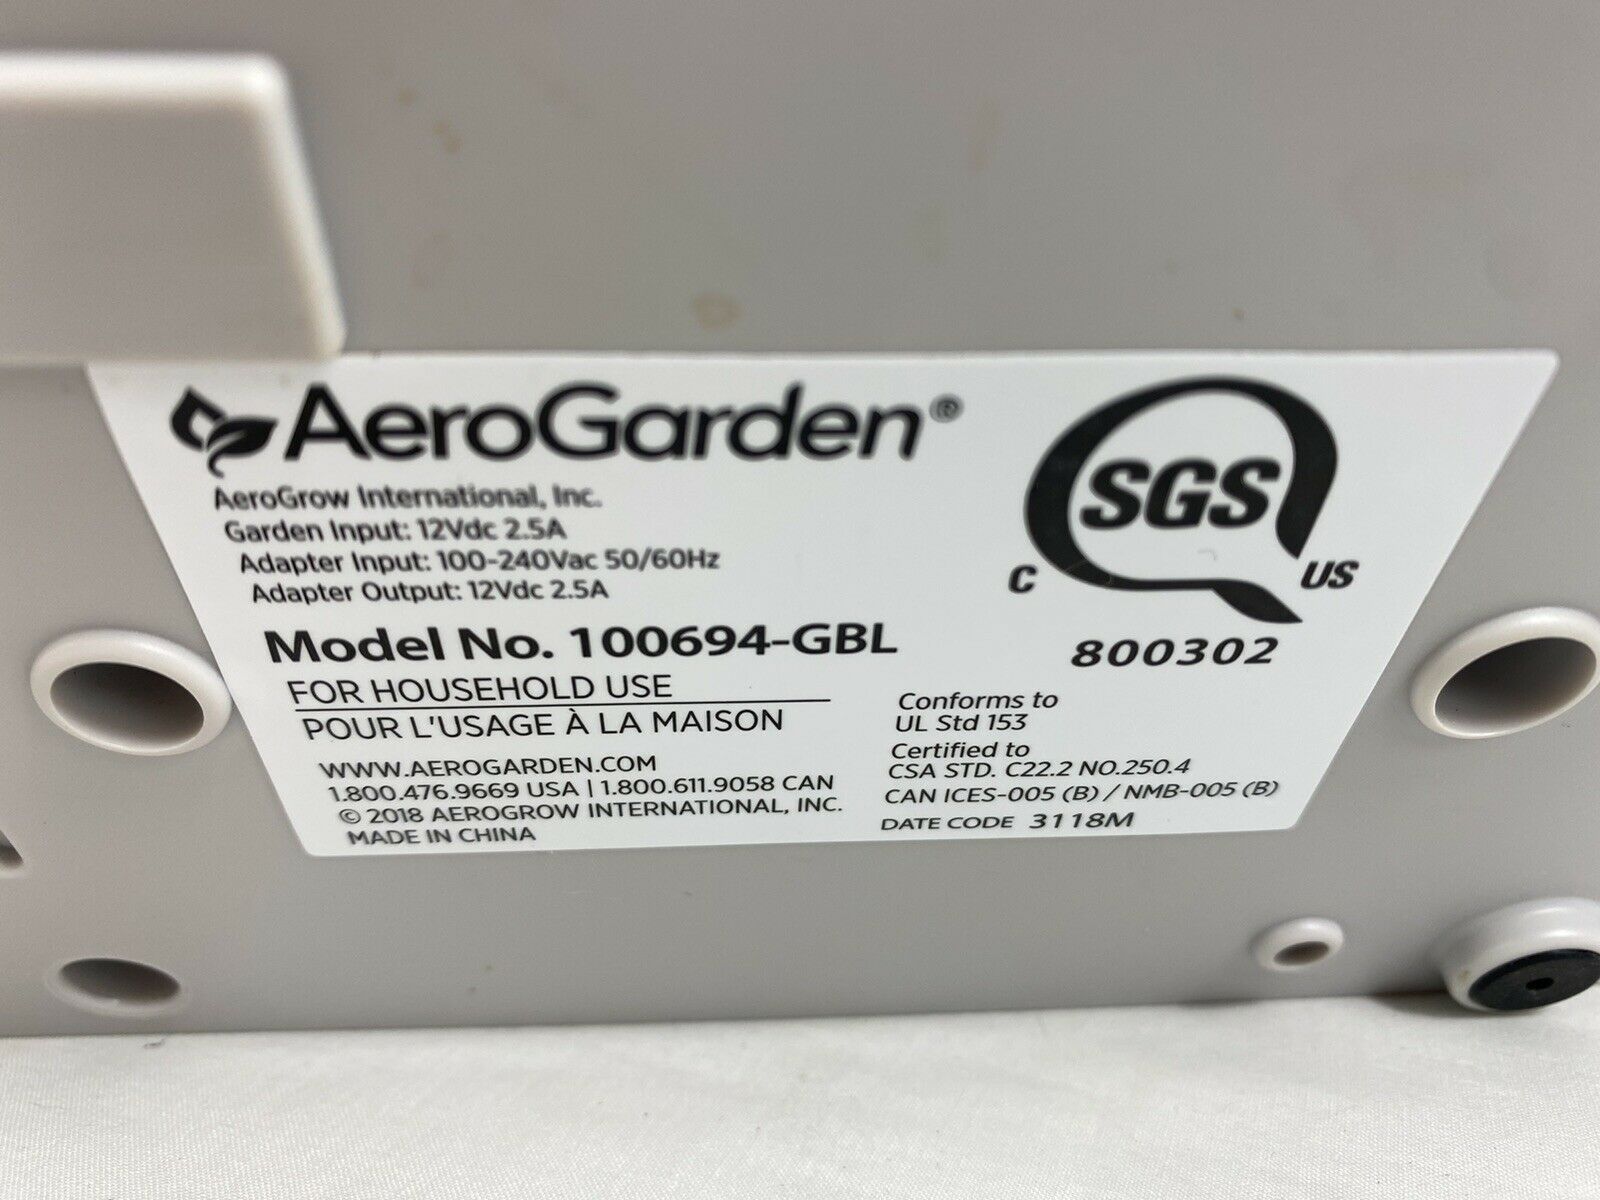 AeroGarden®
AeroGrow International, Inc.
Garden Input: 12Vdc 2.5A
Adapter Input: 100-240Vac 50/60Hz
Adapter Output: 12Vdc 2.5A
Model No. 100694-GBL
FOR HOUSEHOLD USE
POUR L'USAGE À LA MAISON
WWW.AEROGARDEN.COM
1.800.476.9669 USA | 1.800.611.9058 CAN
© 2018 AEROGROW INTERNATIONAL, INC.
MADE IN CHINA
SGS
C US
800302
Conforms to
UL Std 153
Certified to
CSA STD. C22.2 NO.250.4
CAN ICES-005 (B) / NMB-005 (B)
DATE CODE 3118M